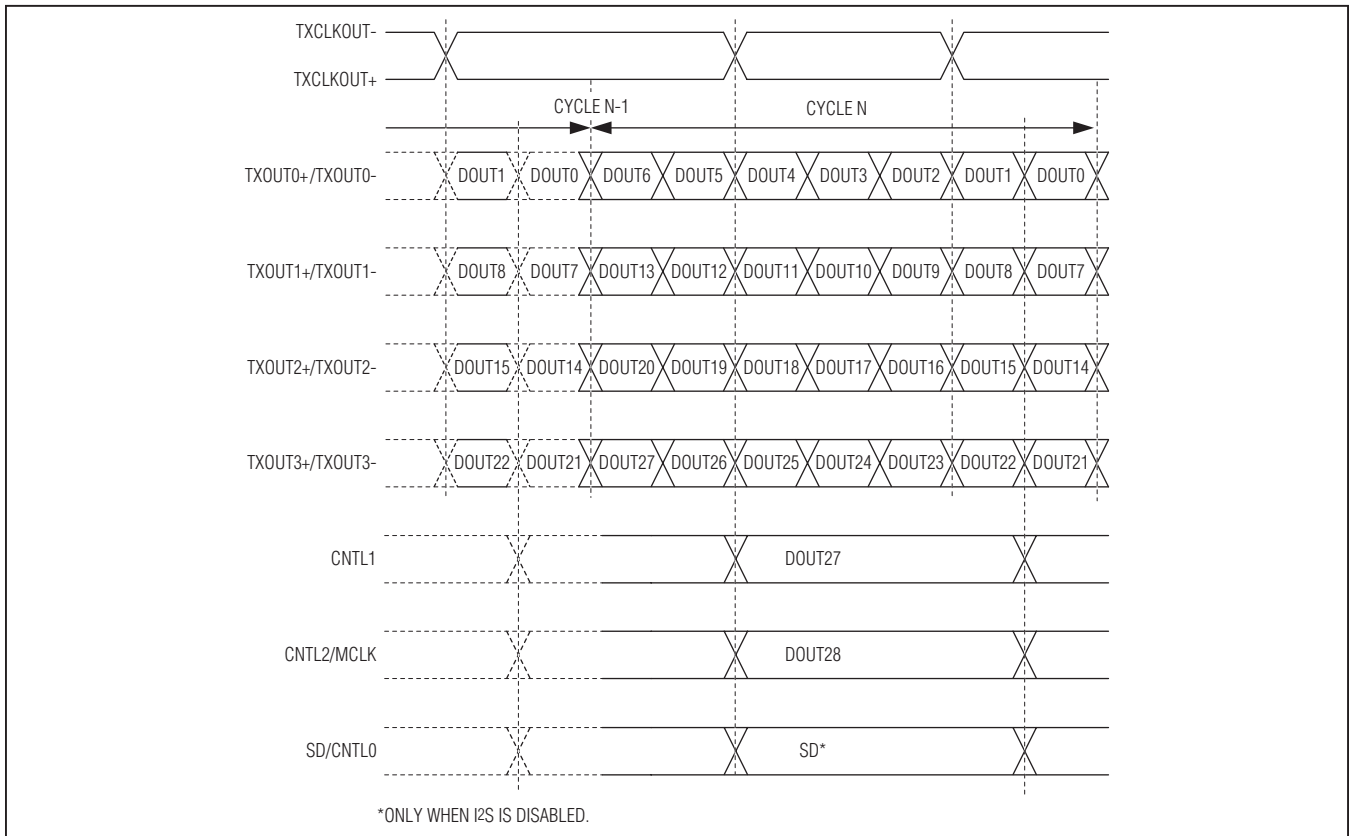 TXCLKOUT-
TXCLKOUT+
CYCLE N-1 CYCLE N
TXOUT0+/TXOUT0- DOUT1 DOUT0 DOUT6 DOUT5 DOUT4 DOUT3 DOUT2 DOUT1 DOUT0
TXOUT1+/TXOUT1- DOUT8 DOUT7 DOUT13 DOUT12 DOUT11 DOUT10 DOUT9 DOUT8 DOUT7
TXOUT2+/TXOUT2- DOUT15 DOUT14 DOUT20 DOUT19 DOUT18 DOUT17 DOUT16 DOUT15 DOUT14
TXOUT3+/TXOUT3- DOUT22 DOUT21 DOUT27 DOUT26 DOUT25 DOUT24 DOUT23 DOUT22 DOUT21
CNTL1 DOUT27
CNTL2/MCLK DOUT28
SD/CNTL0 SD*
*ONLY WHEN I2S IS DISABLED.